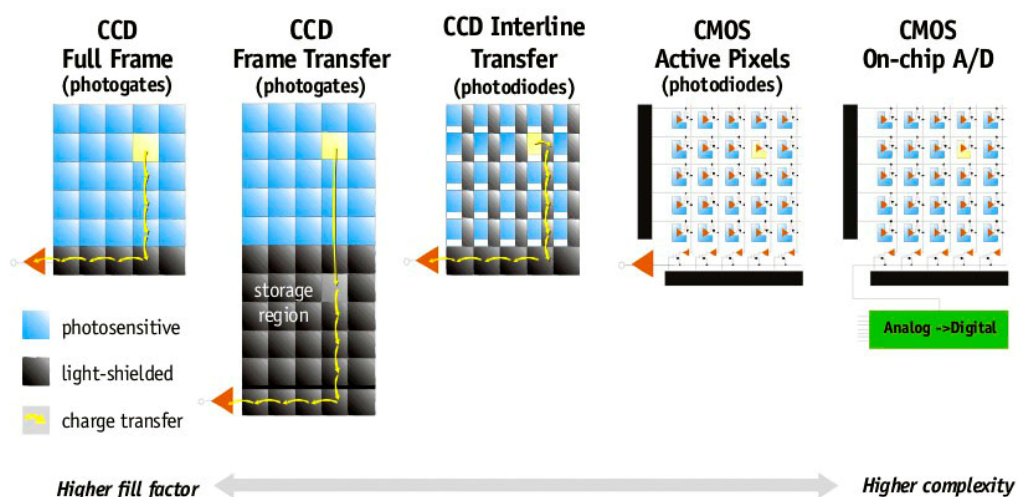 CCD
Full Frame
(photogates)
CCD
Frame Transfer
(photogates)
CCD Interline
Transfer
(photodiodes)
CMOS
Active Pixels
(photodiodes)
CMOS
On-chip A/D
storage
region
photosensitive
light-shielded
charge transfer
Analog ->Digital
Higher fill factor
Higher complexity